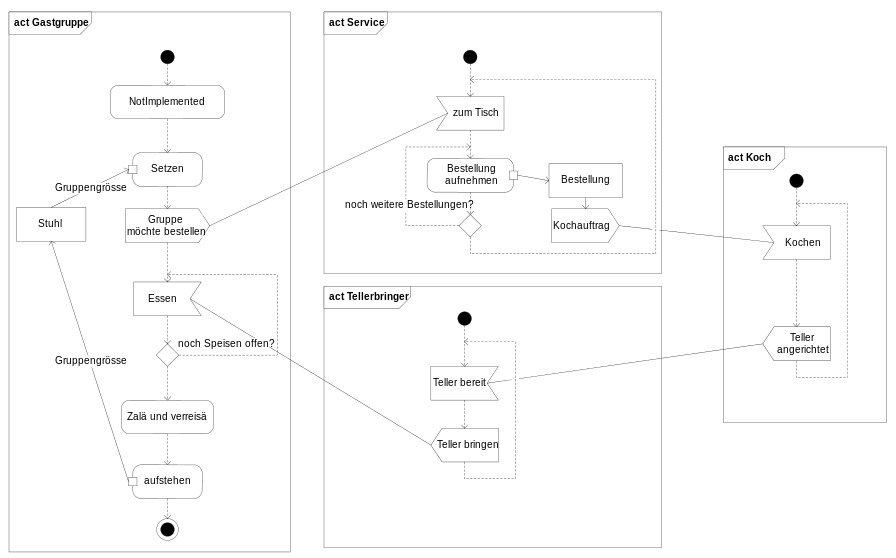 act Gastgruppe
NotImplemented
Setzen
Gruppengrösse
Stuhl
Gruppe
möchte bestellen
Essen
noch Speisen offen?
Gruppengrösse
Zalä und verreisä
aufstehen
act Service
zum Tisch
Bestellung
aufnehmen
Bestellung
noch weitere Bestellungen?
Kochauftrag
act Tellerbringer
Teller bereit
Teller bringen
act Koch
Kochen
Teller
angerichtet